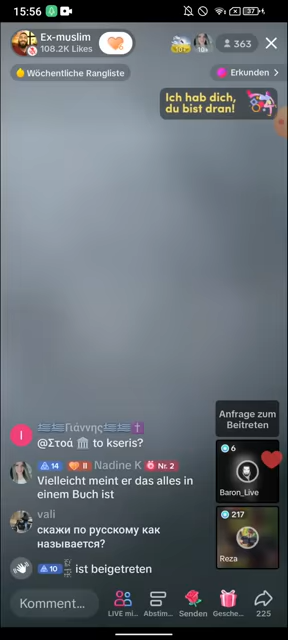 15:56
37
Ex-muslim
108.2K Likes
363
Wöchentliche Rangliste
Erkunden
Ich hab dich,
du bist dran!
🇬🇷🇬🇷Γιάννης🇬🇷🇬🇷✝️
@Στοά 🏛️ to kseris?
14 II Nadine K Nr. 2
Vielleicht meint er das alles in
einem Buch ist
vali
скажи по русскому как
называется?
10 ist beigetreten
Anfrage zum
Beitreten
6
Baron_Live
217
Reza
Komment...
LIVE mi...
Abstim...
Senden
Gesche...
225